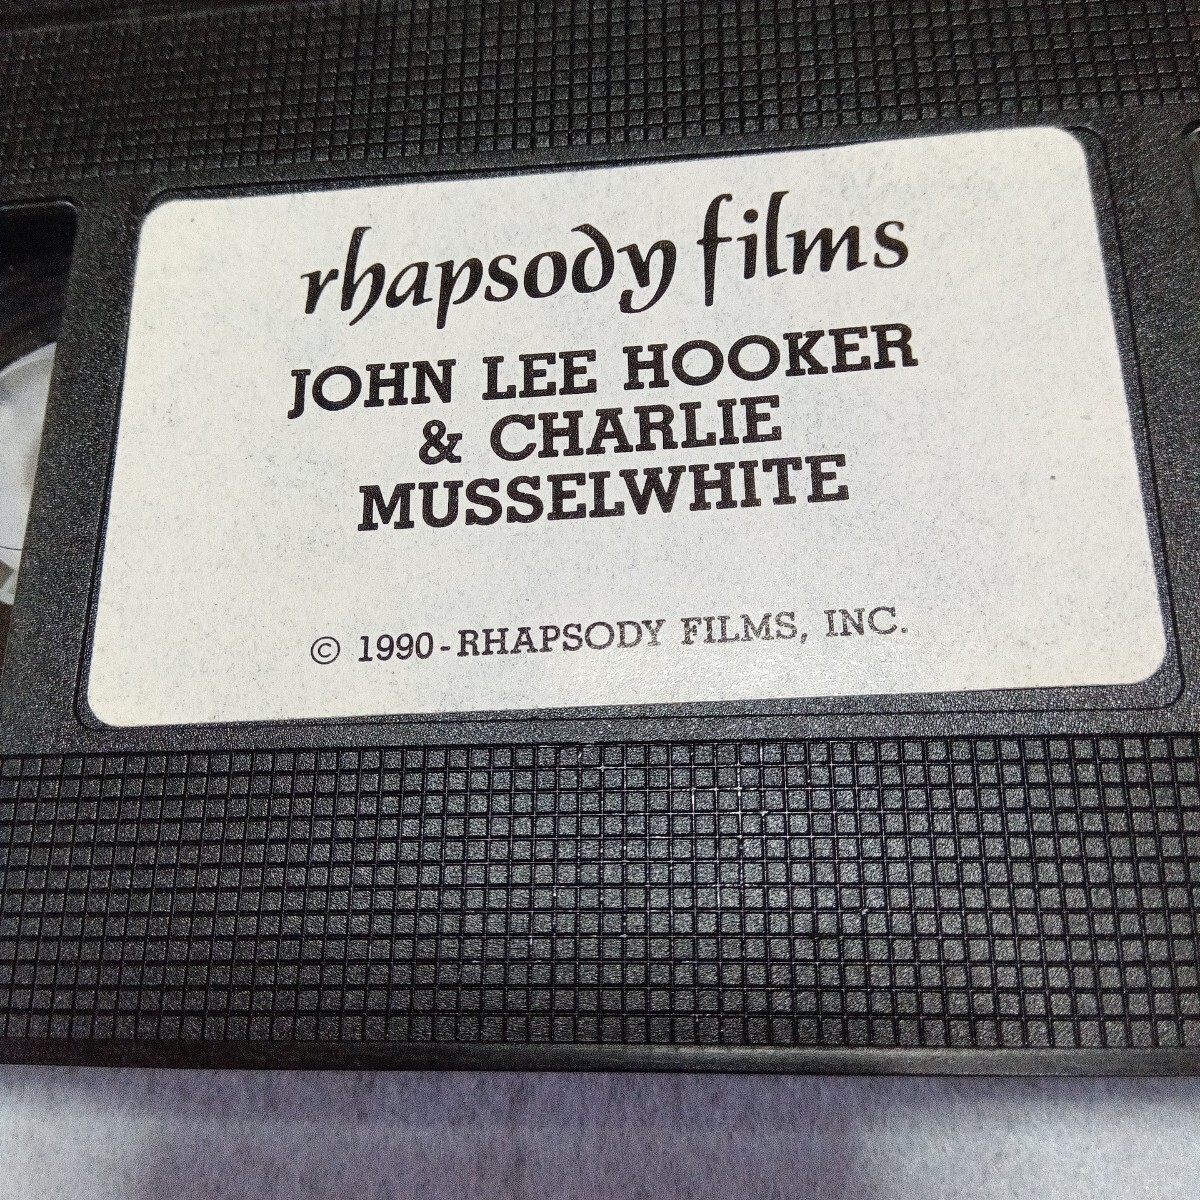 rhapsody films
JOHN LEE HOOKER
& CHARLIE
MUSSELWHITE
© 1990-RHAPSODY FILMS, INC.